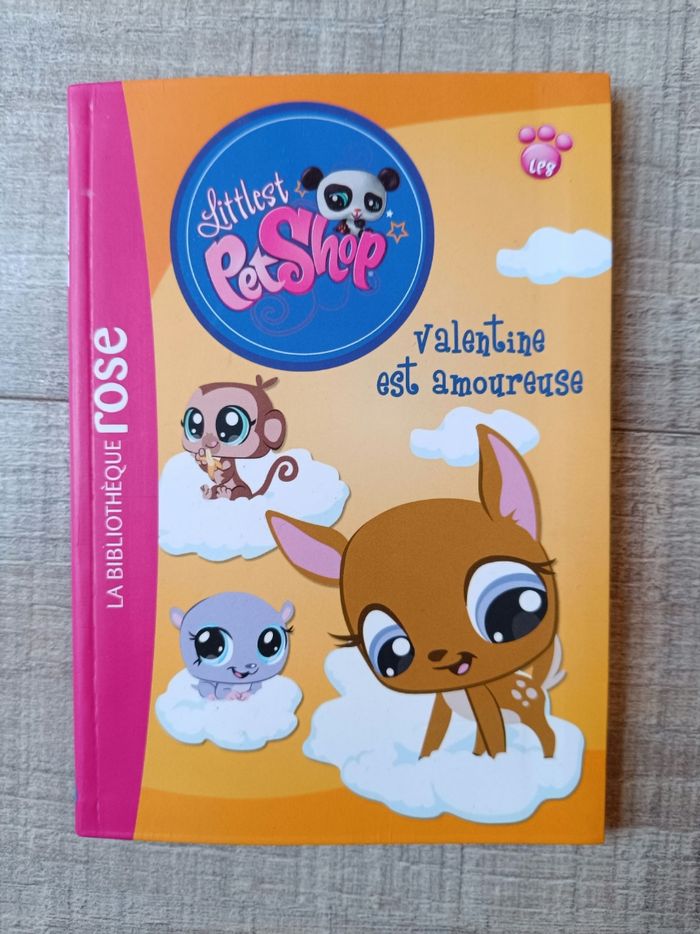 Littlest
PetShop
LPS
Valentine
est amoureuse
LA BIBLIOTHÈQUE rose